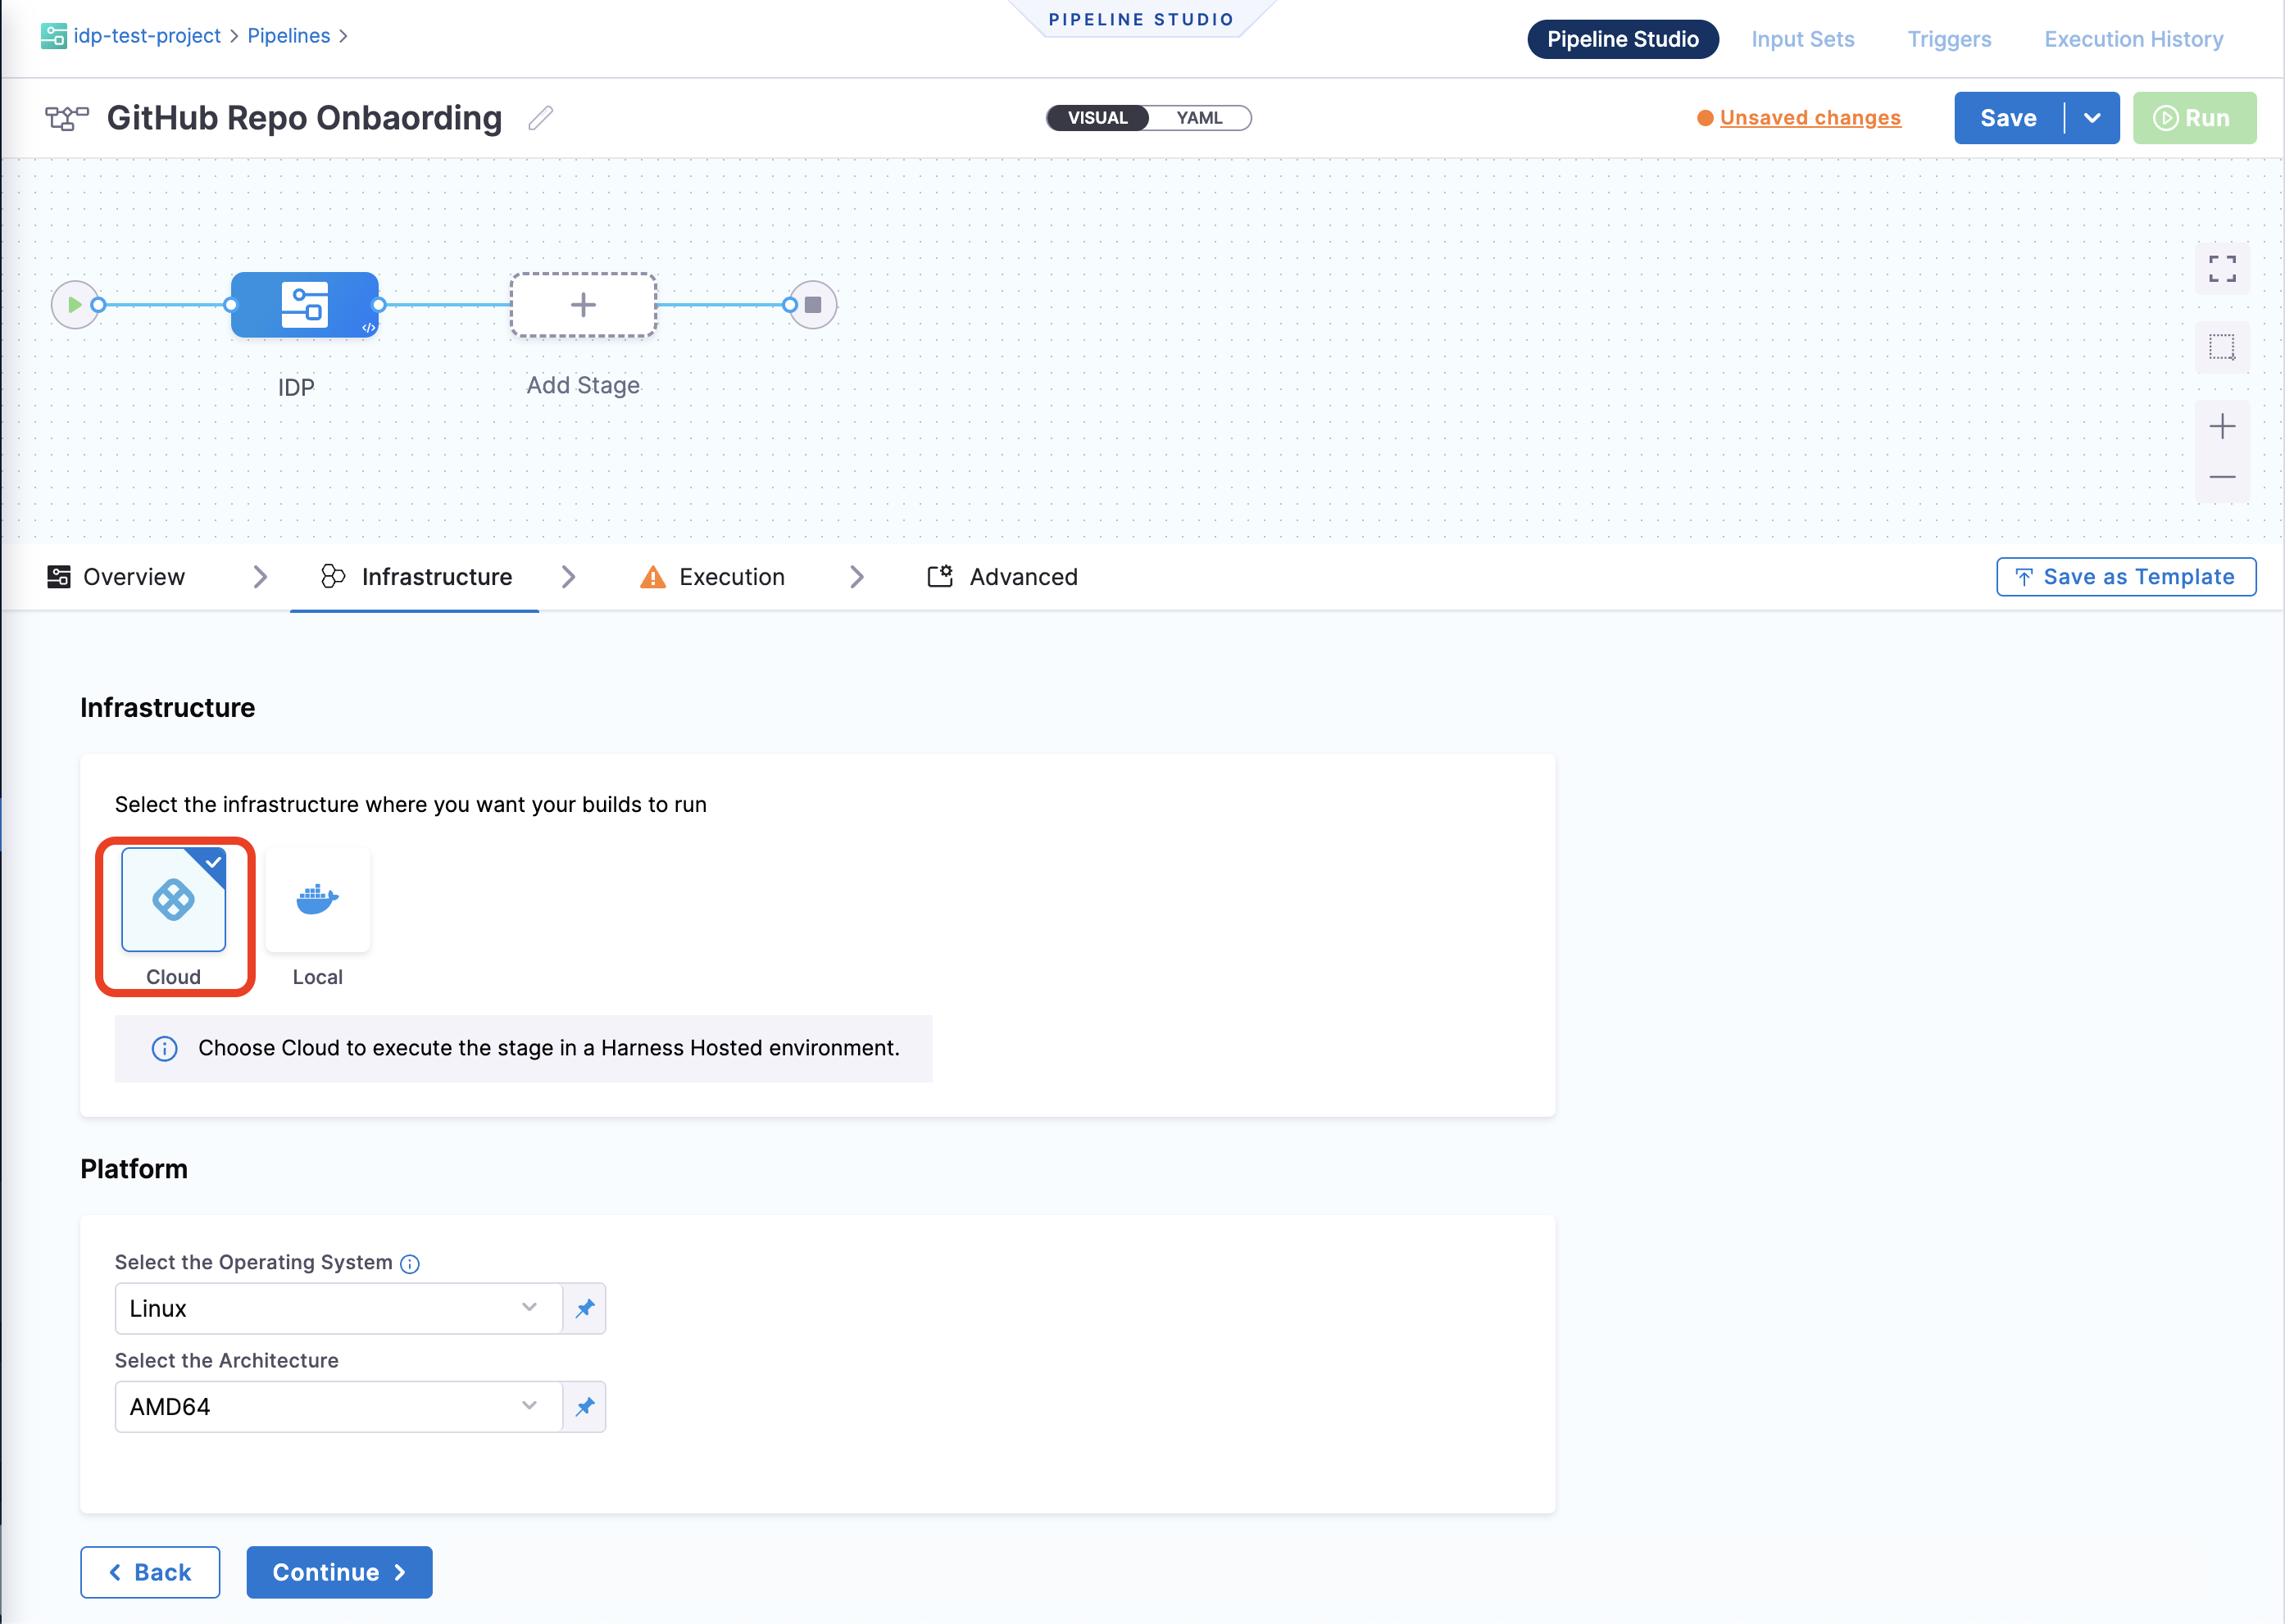 PIPELINE STUDIO
idp-test-project > Pipelines >
Pipeline Studio Input Sets Triggers Execution History
GitHub Repo Onbaording
VISUAL YAML
Unsaved changes
Save
Run
IDP
Add Stage
Overview
Infrastructure
Execution
Advanced
Save as Template
Infrastructure
Select the infrastructure where you want your builds to run
Cloud
Local
Choose Cloud to execute the stage in a Harness Hosted environment.
Platform
Select the Operating System
Linux
Select the Architecture
AMD64
Back
Continue